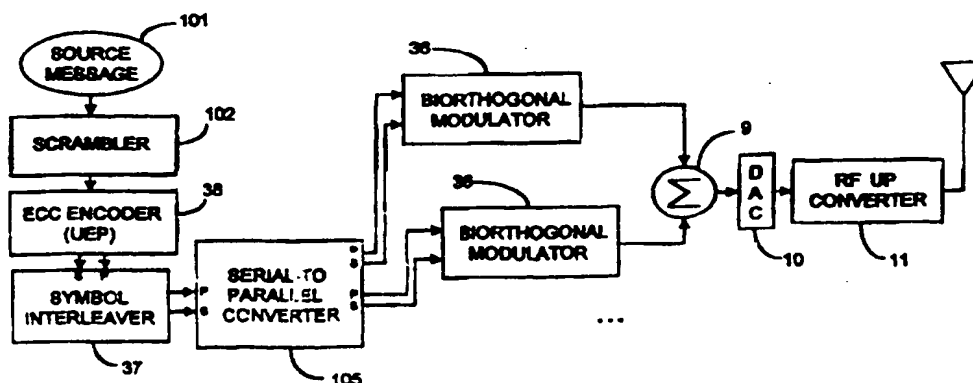 101
SOURCE
MESSAGE
102
SCRAMBLER
38
ECC ENCODER
(UEP)
S P
SYMBOL
INTERLEAVER
37
P
S
SERIAL-TO
PARALLEL
CONVERTER
P
S
P
S
105
36
BIORTHOGONAL
MODULATOR
36
BIORTHOGONAL
MODULATOR
...
9
Σ
D
A
C
10
RF UP
CONVERTER
11